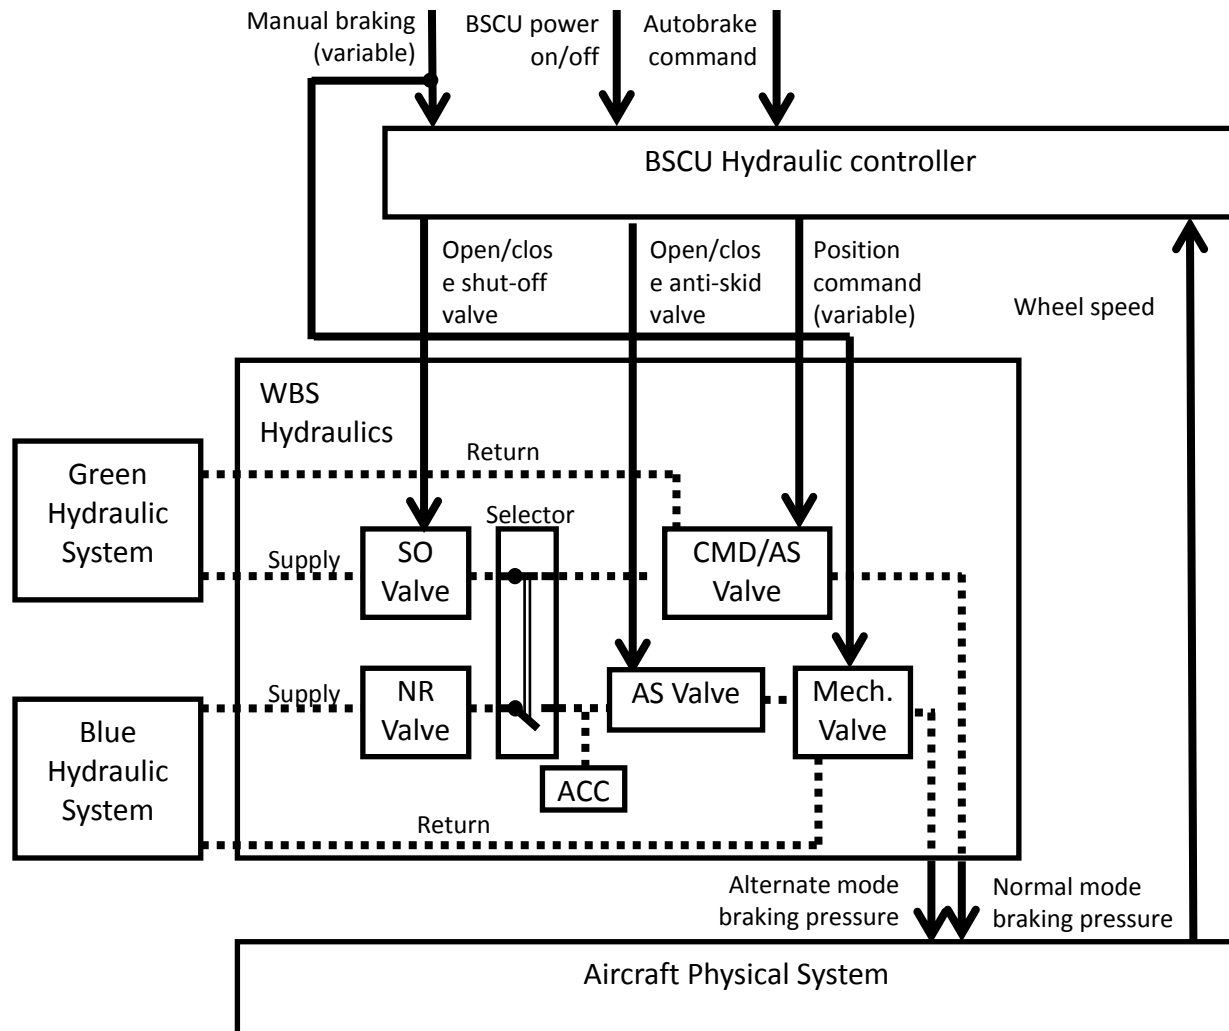 Manual braking
(variable)
BSCU power
on/off
Autobrake
command
BSCU Hydraulic controller
Open/clos
e shut-off
valve
Open/clos
e anti-skid
valve
Position
command
(variable)
Wheel speed
WBS
Hydraulics
Green
Hydraulic
System
Return
Supply
SO
Valve
Selector
CMD/AS
Valve
Blue
Hydraulic
System
Supply
NR
Valve
AS Valve
Mech.
Valve
ACC
Return
Alternate mode
braking pressure
Normal mode
braking pressure
Aircraft Physical System